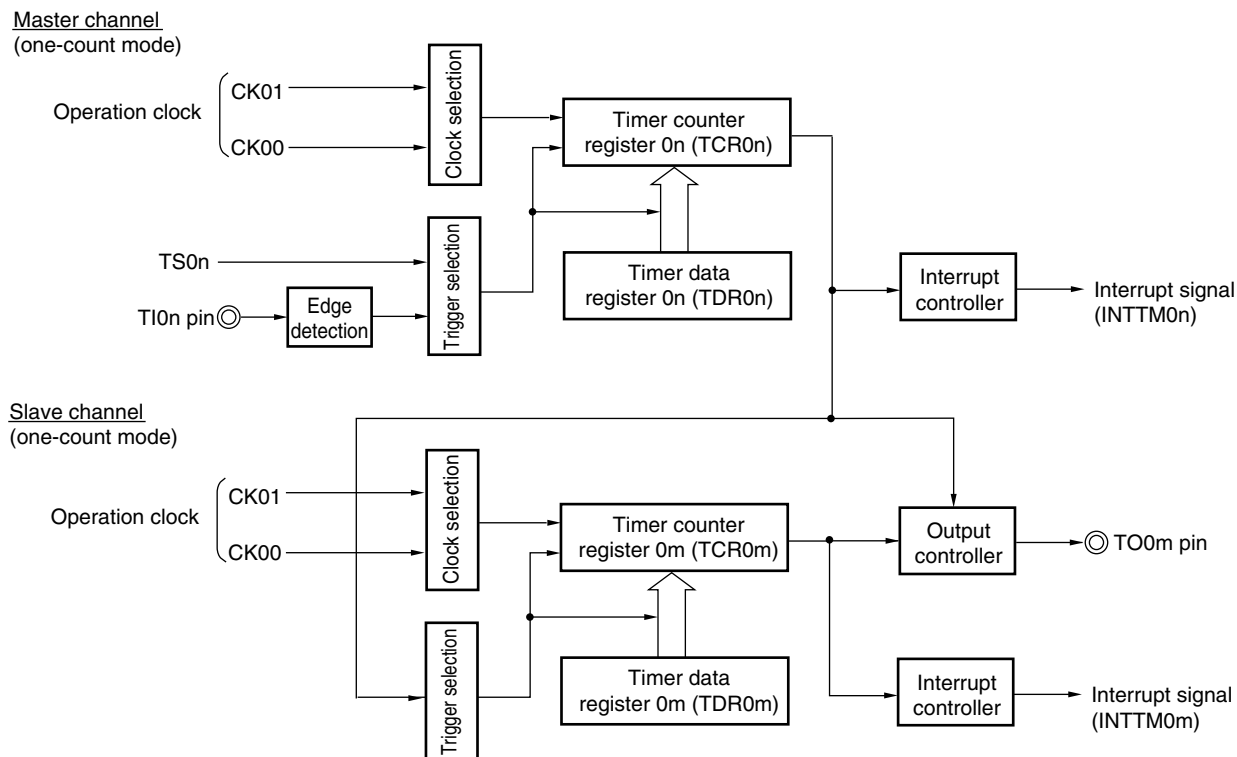 Master channel
(one-count mode)
Operation clock
CK01
CK00
Clock selection
Timer counter
register 0n (TCR0n)
TS0n
TI0n pin
Edge
detection
Trigger selection
Timer data
register 0n (TDR0n)
Interrupt
controller
Interrupt signal
(INTTM0n)
Slave channel
(one-count mode)
Operation clock
CK01
CK00
Clock selection
Timer counter
register 0m (TCR0m)
Output
controller
TO0m pin
Trigger selection
Timer data
register 0m (TDR0m)
Interrupt
controller
Interrupt signal
(INTTM0m)